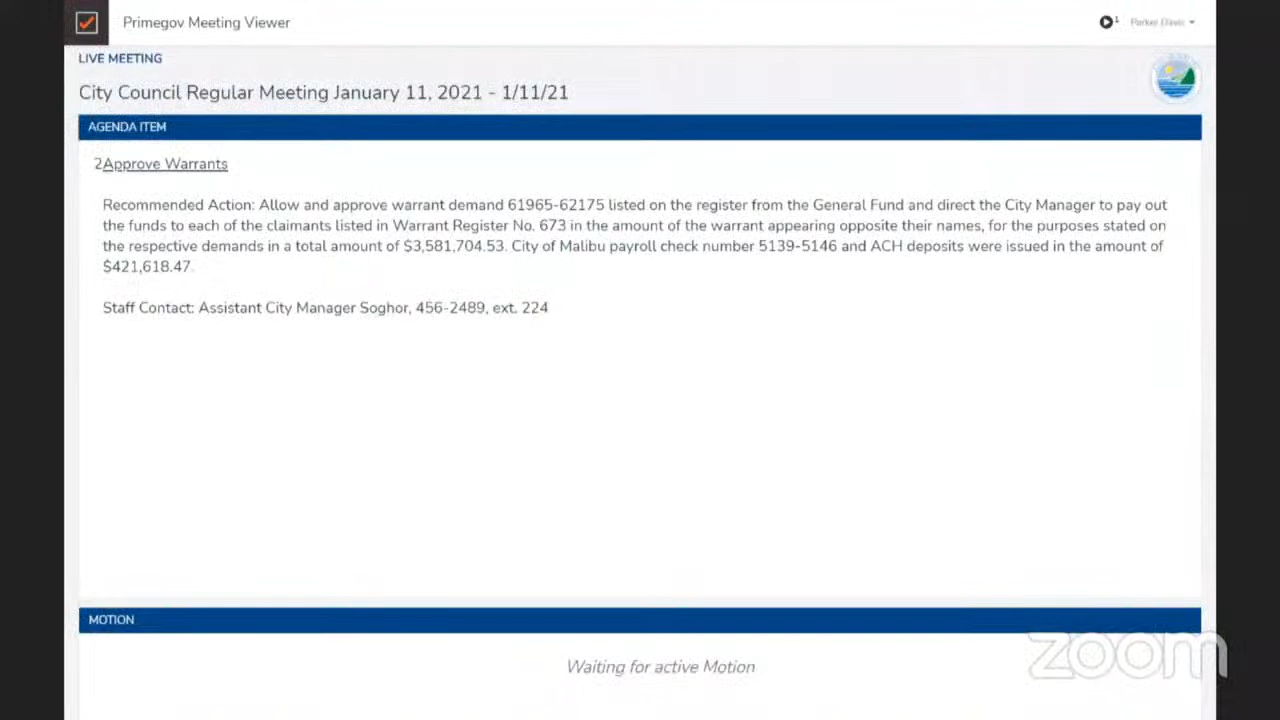 Primegov Meeting Viewer
1
LIVE MEETING
City Council Regular Meeting January 11, 2021 - 1/11/21
AGENDA ITEM
2Approve Warrants
Recommended Action: Allow and approve warrant demand 61965-62175 listed on the register from the General Fund and direct the City Manager to pay out
the funds to each of the claimants listed in Warrant Register No. 673 in the amount of the warrant appearing opposite their names, for the purposes stated on
the respective demands in a total amount of $3,581,704.53. City of Malibu payroll check number 5139-5146 and ACH deposits were issued in the amount of
$421,618.47.
Staff Contact: Assistant City Manager Soghor, 456-2489, ext. 224
MOTION
Waiting for active Motion
zoom